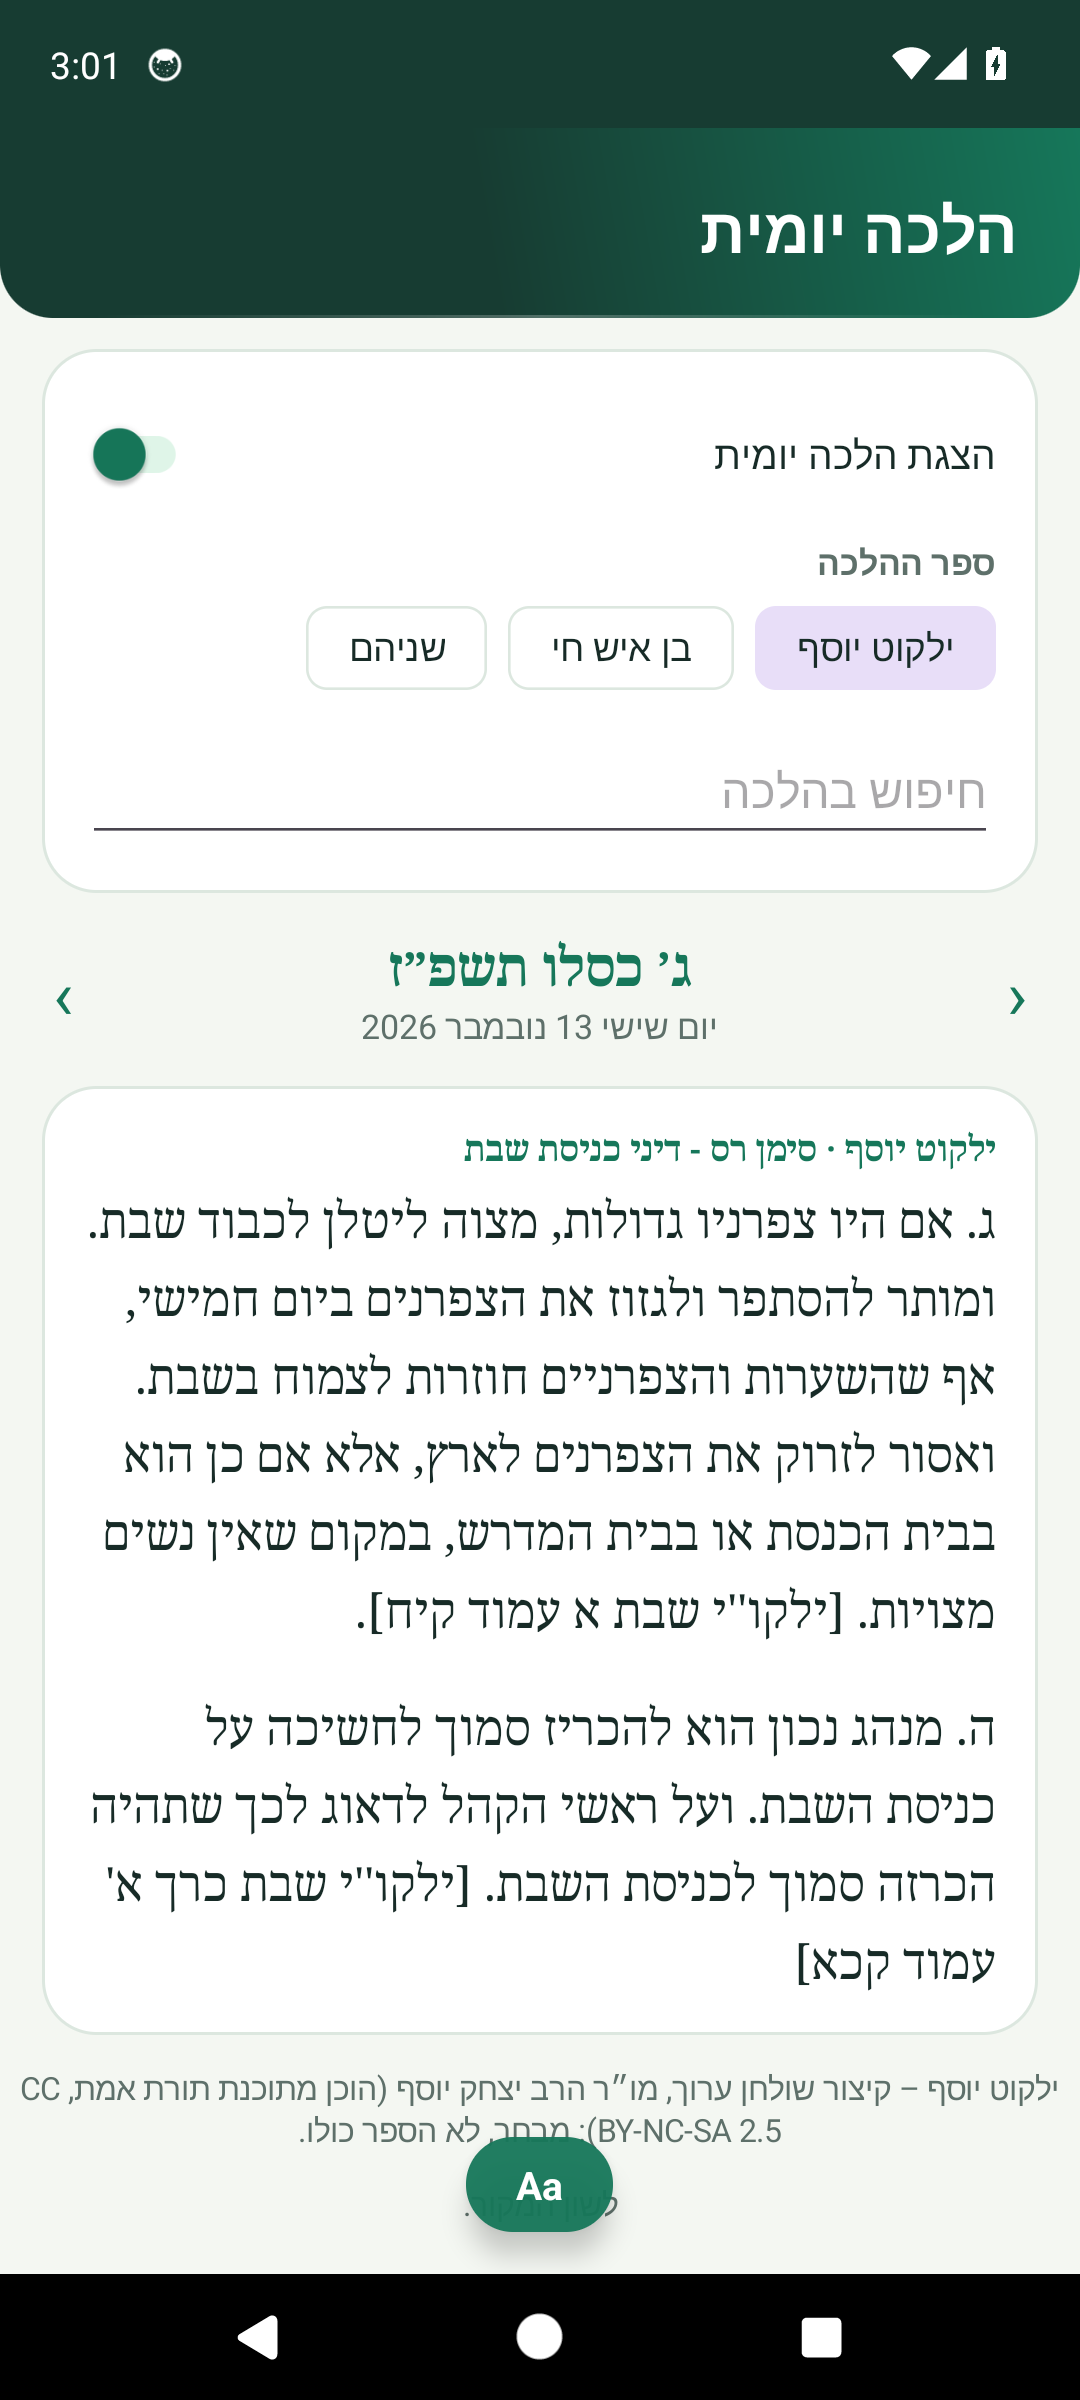 3:01
הלכה יומית
הצגת הלכה יומית
ספר ההלכה
ילקוט יוסף
בן איש חי
שניהם
חיפוש בהלכה
ג׳ כסלו תשפ״ז
יום שישי 13 נובמבר 2026
ילקוט יוסף · סימן רס - דיני כניסת שבת
ג. אם היו צפרניו גדולות, מצוה ליטלן לכבוד שבת.
ומותר להסתפר ולגזוז את הצפרנים ביום חמישי,
אף שהשערות והצפרניים חוזרות לצמוח בשבת.
ואסור לזרוק את הצפרנים לארץ, אלא אם כן הוא
בבית הכנסת או בבית המדרש, במקום שאין נשים
מצויות. [ילקו''י שבת א עמוד קיח].
ה. מנהג נכון הוא להכריז סמוך לחשיכה על
כניסת השבת. ועל ראשי הקהל לדאוג לכך שתהיה
הכרזה סמוך לכניסת השבת. [ילקו''י שבת כרך א'
עמוד קכא]
ילקוט יוסף – קיצור שולחן ערוך, מו״ר הרב יצחק יוסף (הוכן מתוכנת תורת אמת, CC
BY-NC-SA 2.5); מבחר, לא הספר כולו.
לשון המקור.
Aa